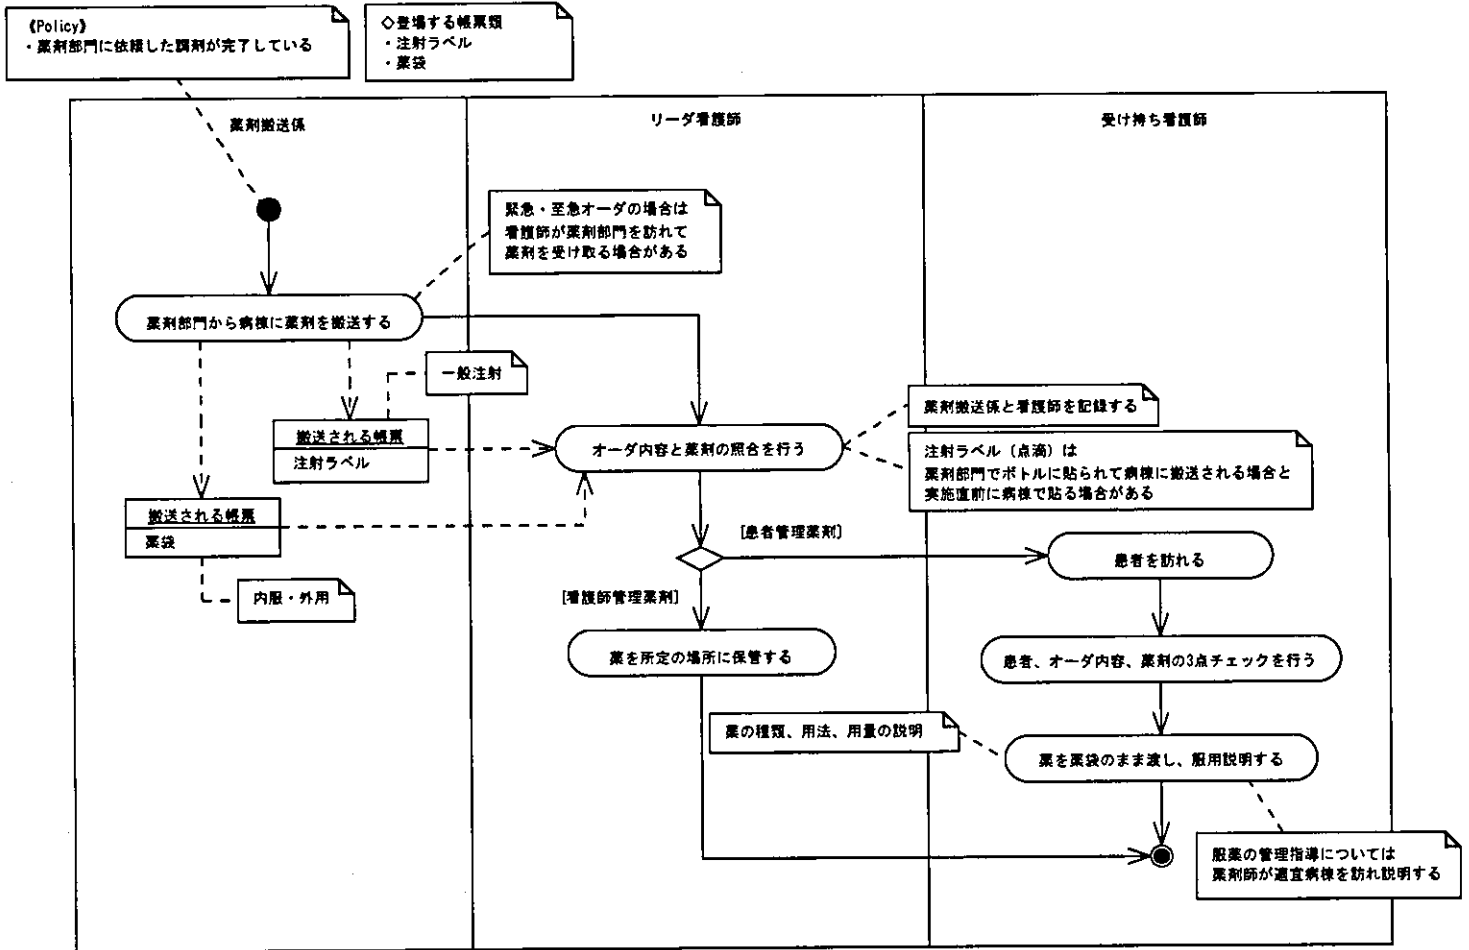 《Policy》
・薬剤部門に依頼した調剤が完了している
◇登場する帳票類
・注射ラベル
・薬袋
薬剤搬送係
リーダ看護師
受け持ち看護師
緊急・至急オーダの場合は
看護師が薬剤部門を訪れて
薬剤を受け取る場合がある
薬剤部門から病棟に薬剤を搬送する
一般注射
搬送される帳票
注射ラベル
オーダ内容と薬剤の照合を行う
薬剤搬送係と看護師を記録する
注射ラベル（点滴）は
薬剤部門でボトルに貼られて病棟に搬送される場合と
実施直前に病棟で貼る場合がある
搬送される帳票
薬袋
[患者管理薬剤]
患者を訪れる
内服・外用
[看護師管理薬剤]
薬を所定の場所に保管する
患者、オーダ内容、薬剤の3点チェックを行う
薬の種類、用法、用量の説明
薬を薬袋のまま渡し、服用説明する
服薬の管理指導については
薬剤師が適宜病棟を訪れ説明する